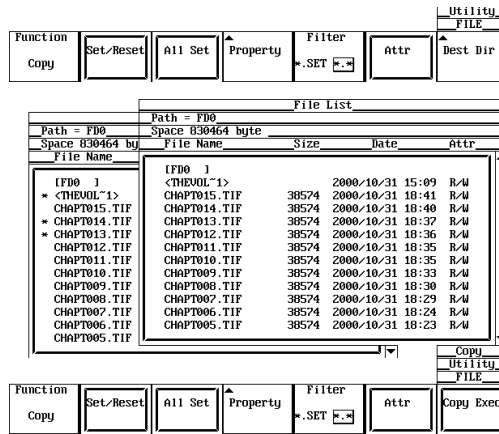 Utility
FILE
Function
Copy
Set/Reset
All Set
Property
Filter
*.SET *.*
Attr
Dest Dir
File List
Path = FD0
Space 830464 byte
File Name Size Date Attr
[FD0 ]
<THEVOL~1> 2000/10/31 15:09 R/W
CHAPT015.TIF 38574 2000/10/31 18:41 R/W
CHAPT014.TIF 38574 2000/10/31 18:40 R/W
CHAPT013.TIF 38574 2000/10/31 18:37 R/W
CHAPT012.TIF 38574 2000/10/31 18:36 R/W
CHAPT011.TIF 38574 2000/10/31 18:35 R/W
CHAPT010.TIF 38574 2000/10/31 18:35 R/W
CHAPT009.TIF 38574 2000/10/31 18:33 R/W
CHAPT008.TIF 38574 2000/10/31 18:30 R/W
CHAPT007.TIF 38574 2000/10/31 18:29 R/W
CHAPT006.TIF 38574 2000/10/31 18:24 R/W
CHAPT005.TIF 38574 2000/10/31 18:23 R/W
Path = FD0
Space 830464 by
File Name
[FD0 ]
* <THEVOL~1>
CHAPT015.TIF
* CHAPT014.TIF
* CHAPT013.TIF
CHAPT012.TIF
CHAPT011.TIF
CHAPT010.TIF
CHAPT009.TIF
CHAPT008.TIF
CHAPT007.TIF
CHAPT006.TIF
CHAPT005.TIF
Copy
Utility
FILE
Function
Copy
Set/Reset
All Set
Property
Filter
*.SET *.*
Attr
Copy Exec